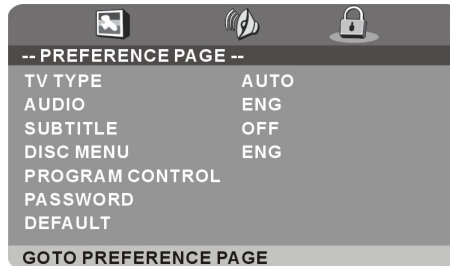 -- PREFERENCE PAGE --
TV TYPE AUTO
AUDIO ENG
SUBTITLE OFF
DISC MENU ENG
PROGRAM CONTROL
PASSWORD
DEFAULT
GOTO PREFERENCE PAGE